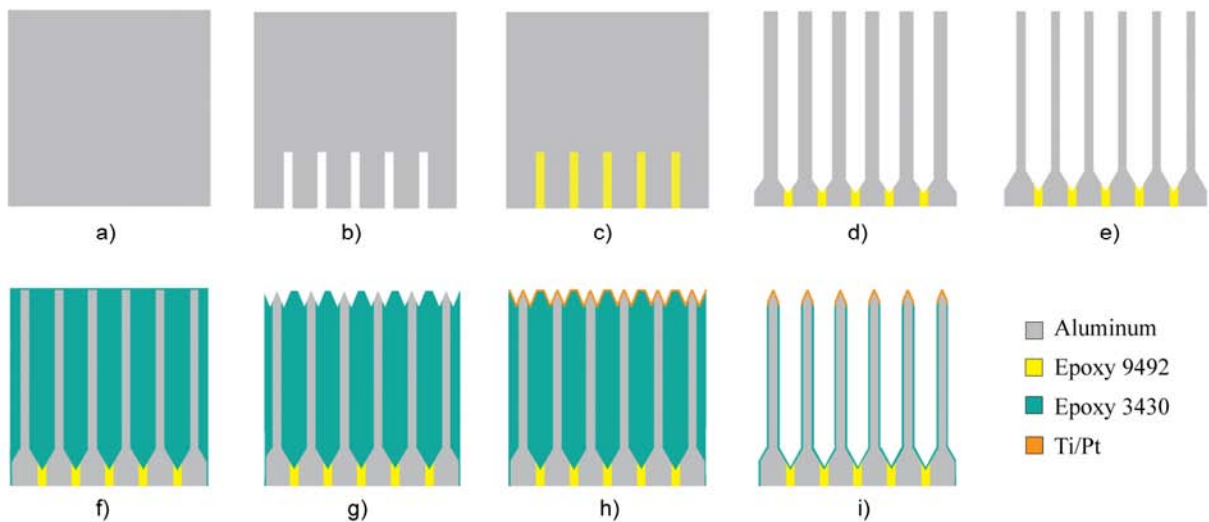 a)
b)
c)
d)
e)
f)
g)
h)
i)
Aluminum
Epoxy 9492
Epoxy 3430
Ti/Pt